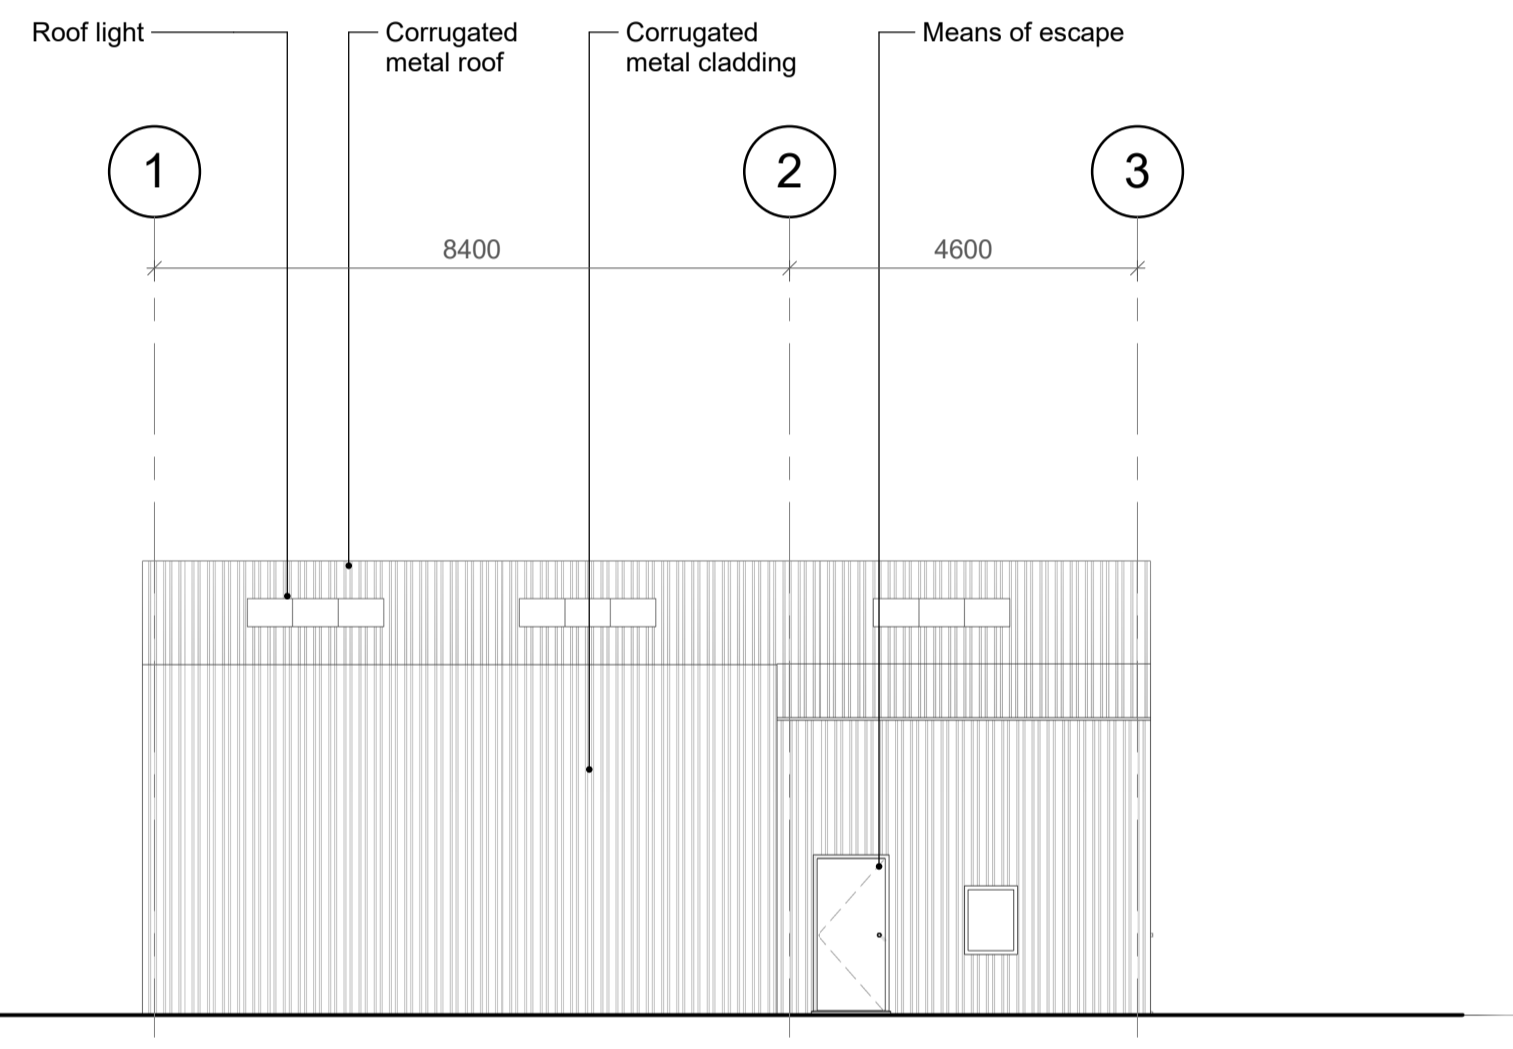 Roof light
Corrugated
metal roof
Corrugated
metal cladding
Means of escape
1
2
3
8400
4600